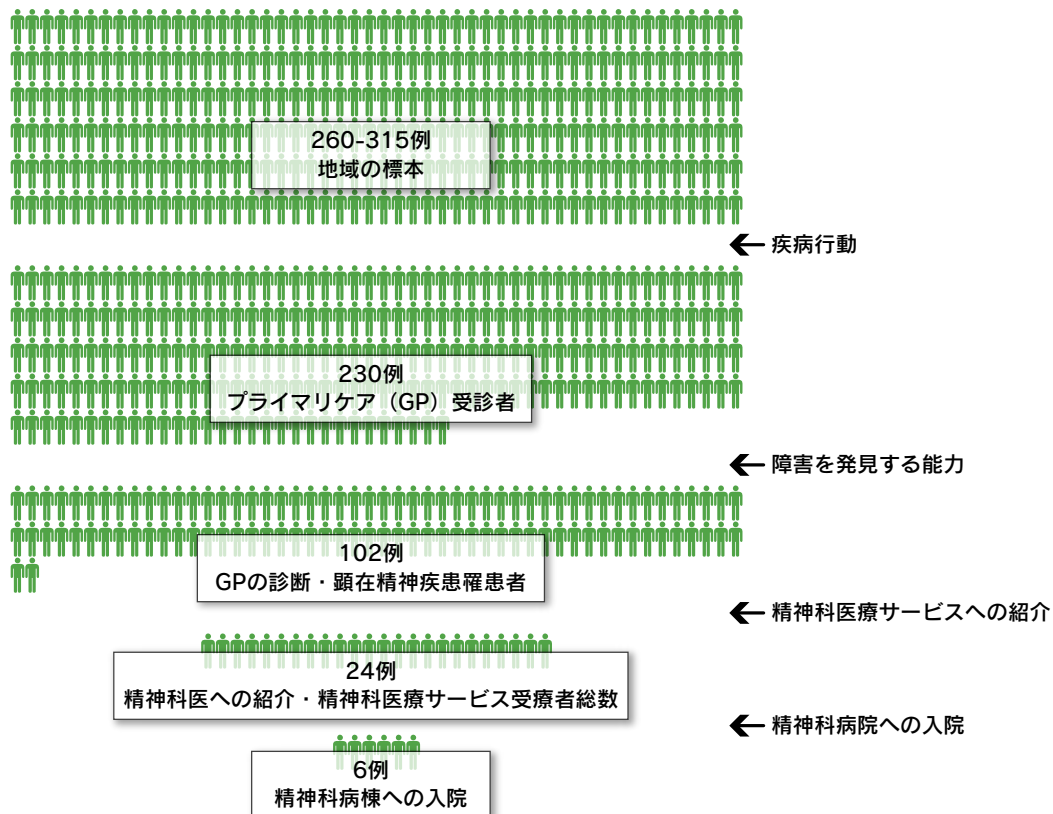 260-315例
地域の標本
疾病行動
230例
プライマリケア（GP）受診者
障害を発見する能力
102例
GPの診断・顕在精神疾患罹患者
精神科医療サービスへの紹介
24例
精神科医への紹介・精神科医療サービス受療者総数
精神科病院への入院
6例
精神科病棟への入院